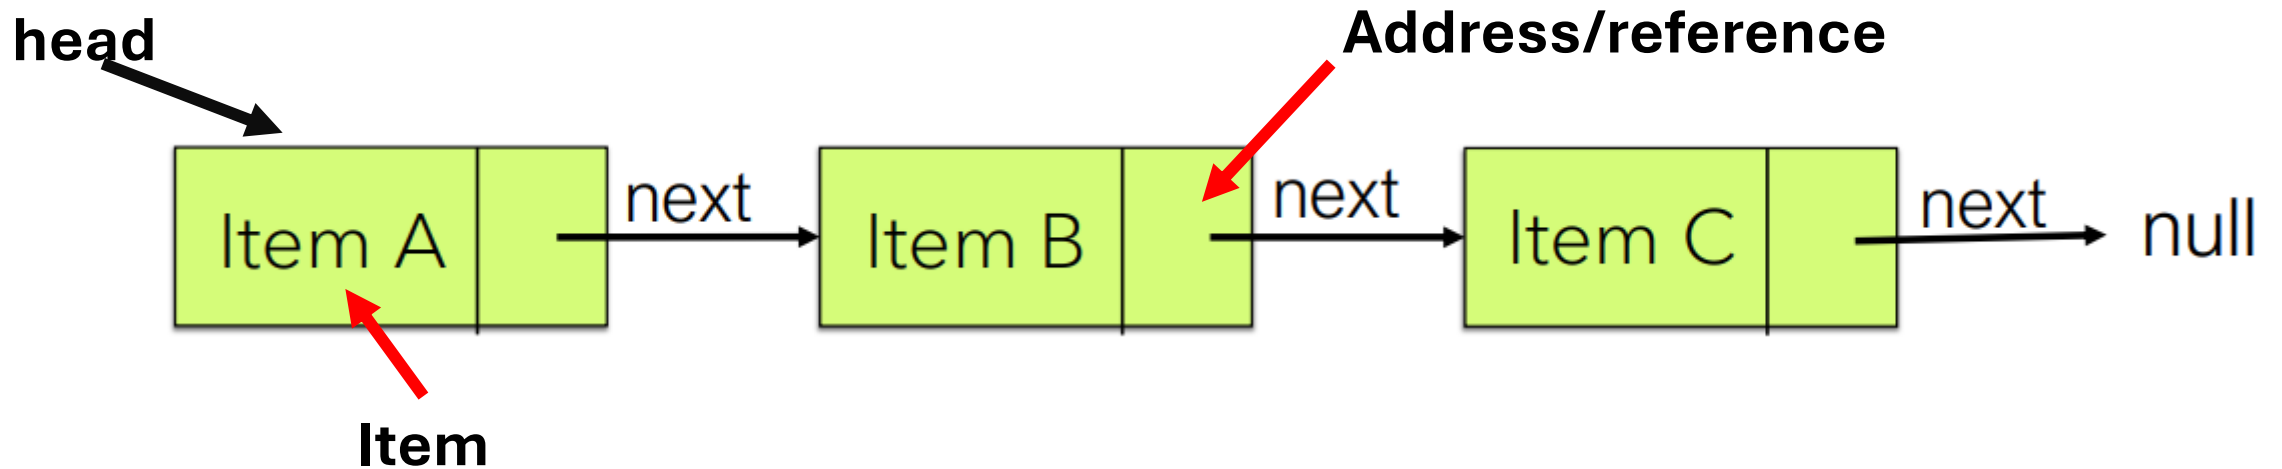 head
Address/reference
next
next
next
Item A
Item B
Item C
null
Item